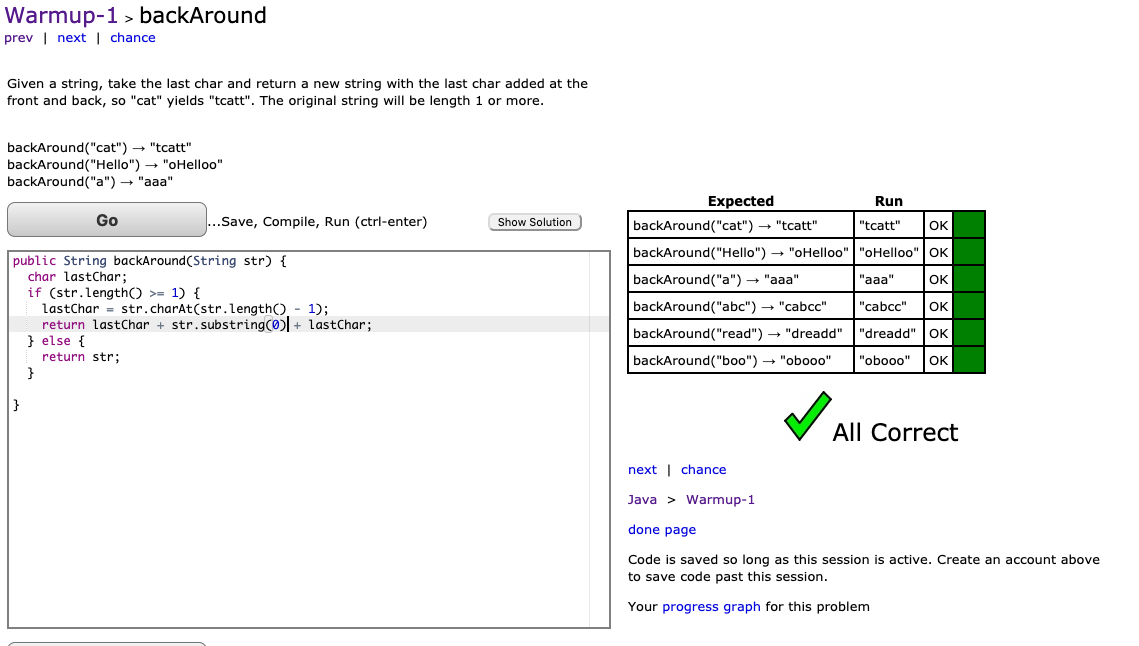 Warmup-1 > backAround
prev | next | chance
Given a string, take the last char and return a new string with the last char added at the
front and back, so "cat" yields "tcatt". The original string will be length 1 or more.
backAround("cat") → "tcatt"
backAround("Hello") → "oHelloo"
backAround("a") → "aaa"
Go ...Save, Compile, Run (ctrl-enter) Show Solution
public String backAround(String str) {
  char lastChar;
  if (str.length() >= 1) {
    lastChar = str.charAt(str.length() - 1);
    return lastChar + str.substring(0) + lastChar;
  } else {
    return str;
  }
}
Expected Run
backAround("cat") → "tcatt" "tcatt" OK
backAround("Hello") → "oHelloo" "oHelloo" OK
backAround("a") → "aaa" "aaa" OK
backAround("abc") → "cabcc" "cabcc" OK
backAround("read") → "dreadd" "dreadd" OK
backAround("boo") → "obooo" "obooo" OK
All Correct
next | chance
Java > Warmup-1
done page
Code is saved so long as this session is active. Create an account above
to save code past this session.
Your progress graph for this problem